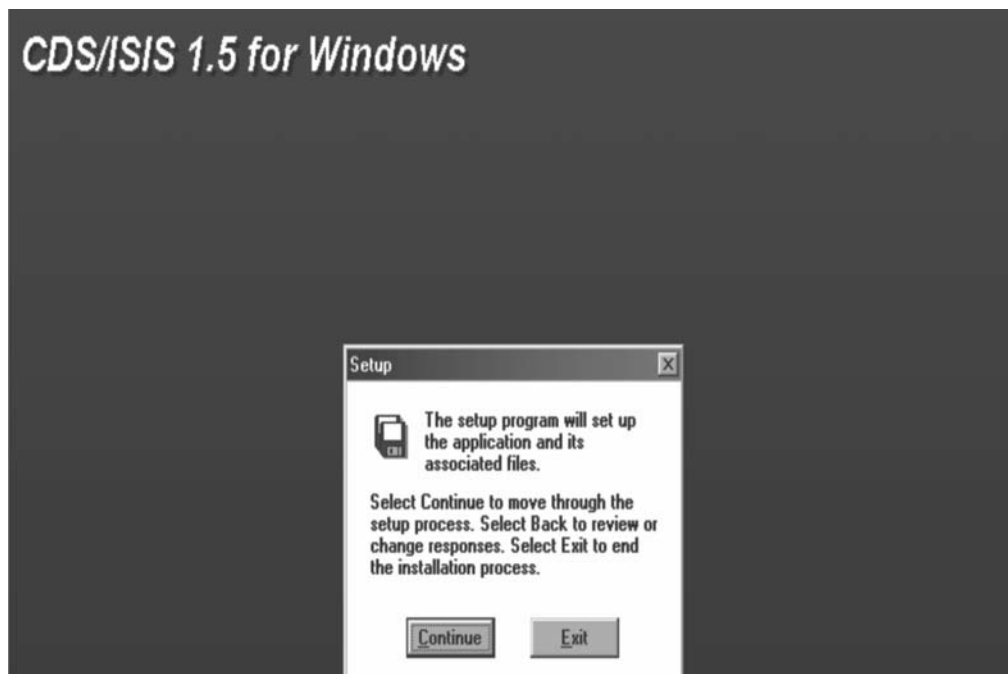 CDS/ISIS 1.5 for Windows
Setup
The setup program will set up
the application and its
associated files.
Select Continue to move through the
setup process. Select Back to review or
change responses. Select Exit to end
the installation process.
Continue
Exit